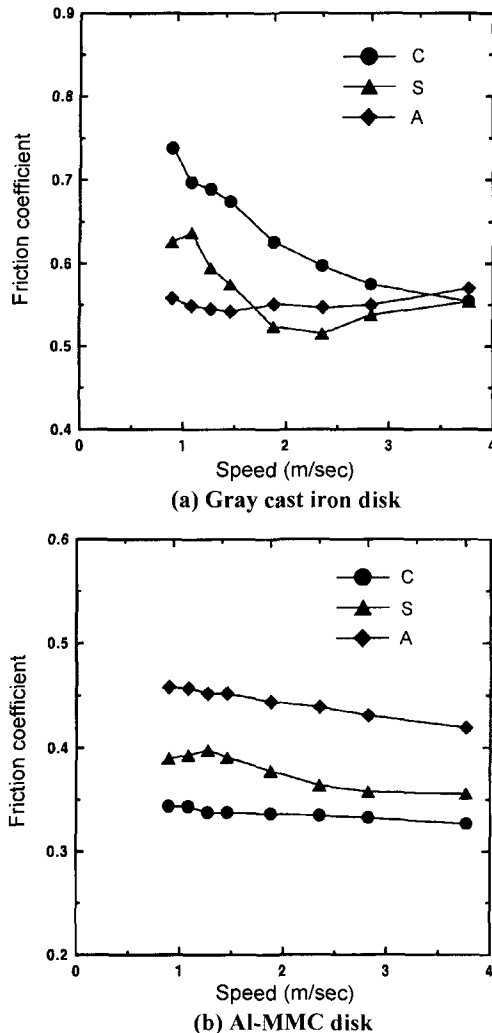 0.9
C
S
A
0.8
0.7
0.6
0.5
0.4
Friction coefficient
0 1 2 3 4
Speed (m/sec)
(a) Gray cast iron disk
0.6
C
S
A
0.5
0.4
0.3
0.2
Friction coefficient
0 1 2 3 4
Speed (m/sec)
(b) Al-MMC disk